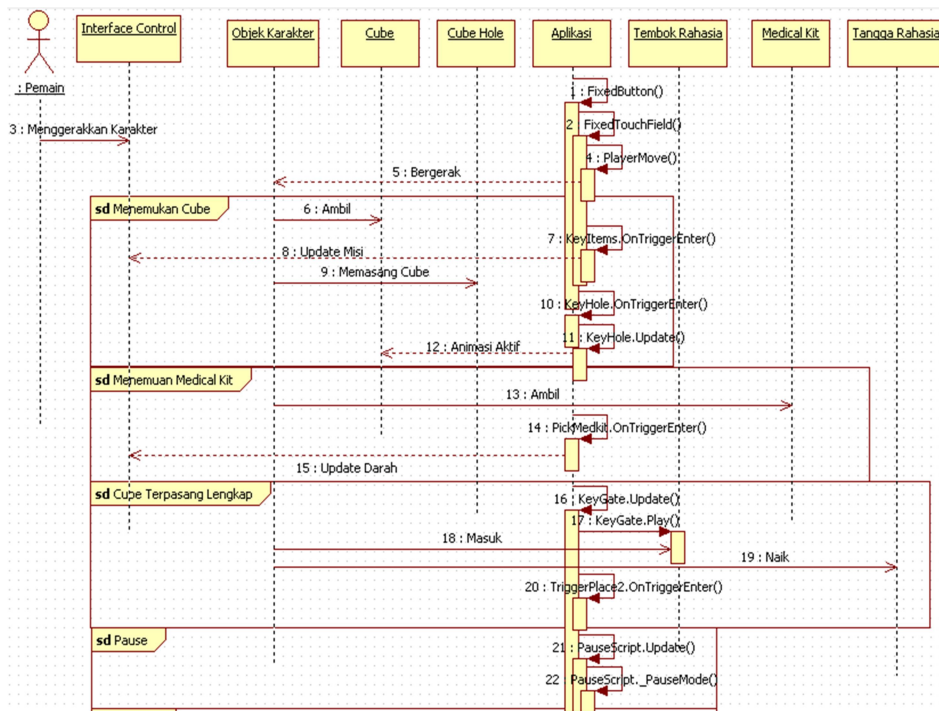 Interface Control
Objek Karakter
Cube
Cube Hole
Aplikasi
Tembok Rahasia
Medical Kit
Tangga Rahasia
: Pemain
1 : FixedButton()
2 : FixedTouchField()
3 : Menggerakkan Karakter
4 : PlayerMove()
5 : Bergerak
sd Menemukan Cube
6 : Ambil
7 : KeyItems.OnTriggerEnter()
8 : Update Misi
9 : Memasang Cube
10 : KeyHole.OnTriggerEnter()
11 : KeyHole.Update()
12 : Animasi Aktif
sd Menemuan Medical Kit
13 : Ambil
14 : PickMedkit.OnTriggerEnter()
15 : Update Darah
sd Cube Terpasang Lengkap
16 : KeyGate.Update()
17 : KeyGate.Play()
18 : Masuk
19 : Naik
20 : TriggerPlace2.OnTriggerEnter()
sd Pause
21 : PauseScript.Update()
22 : PauseScript._PauseMode()